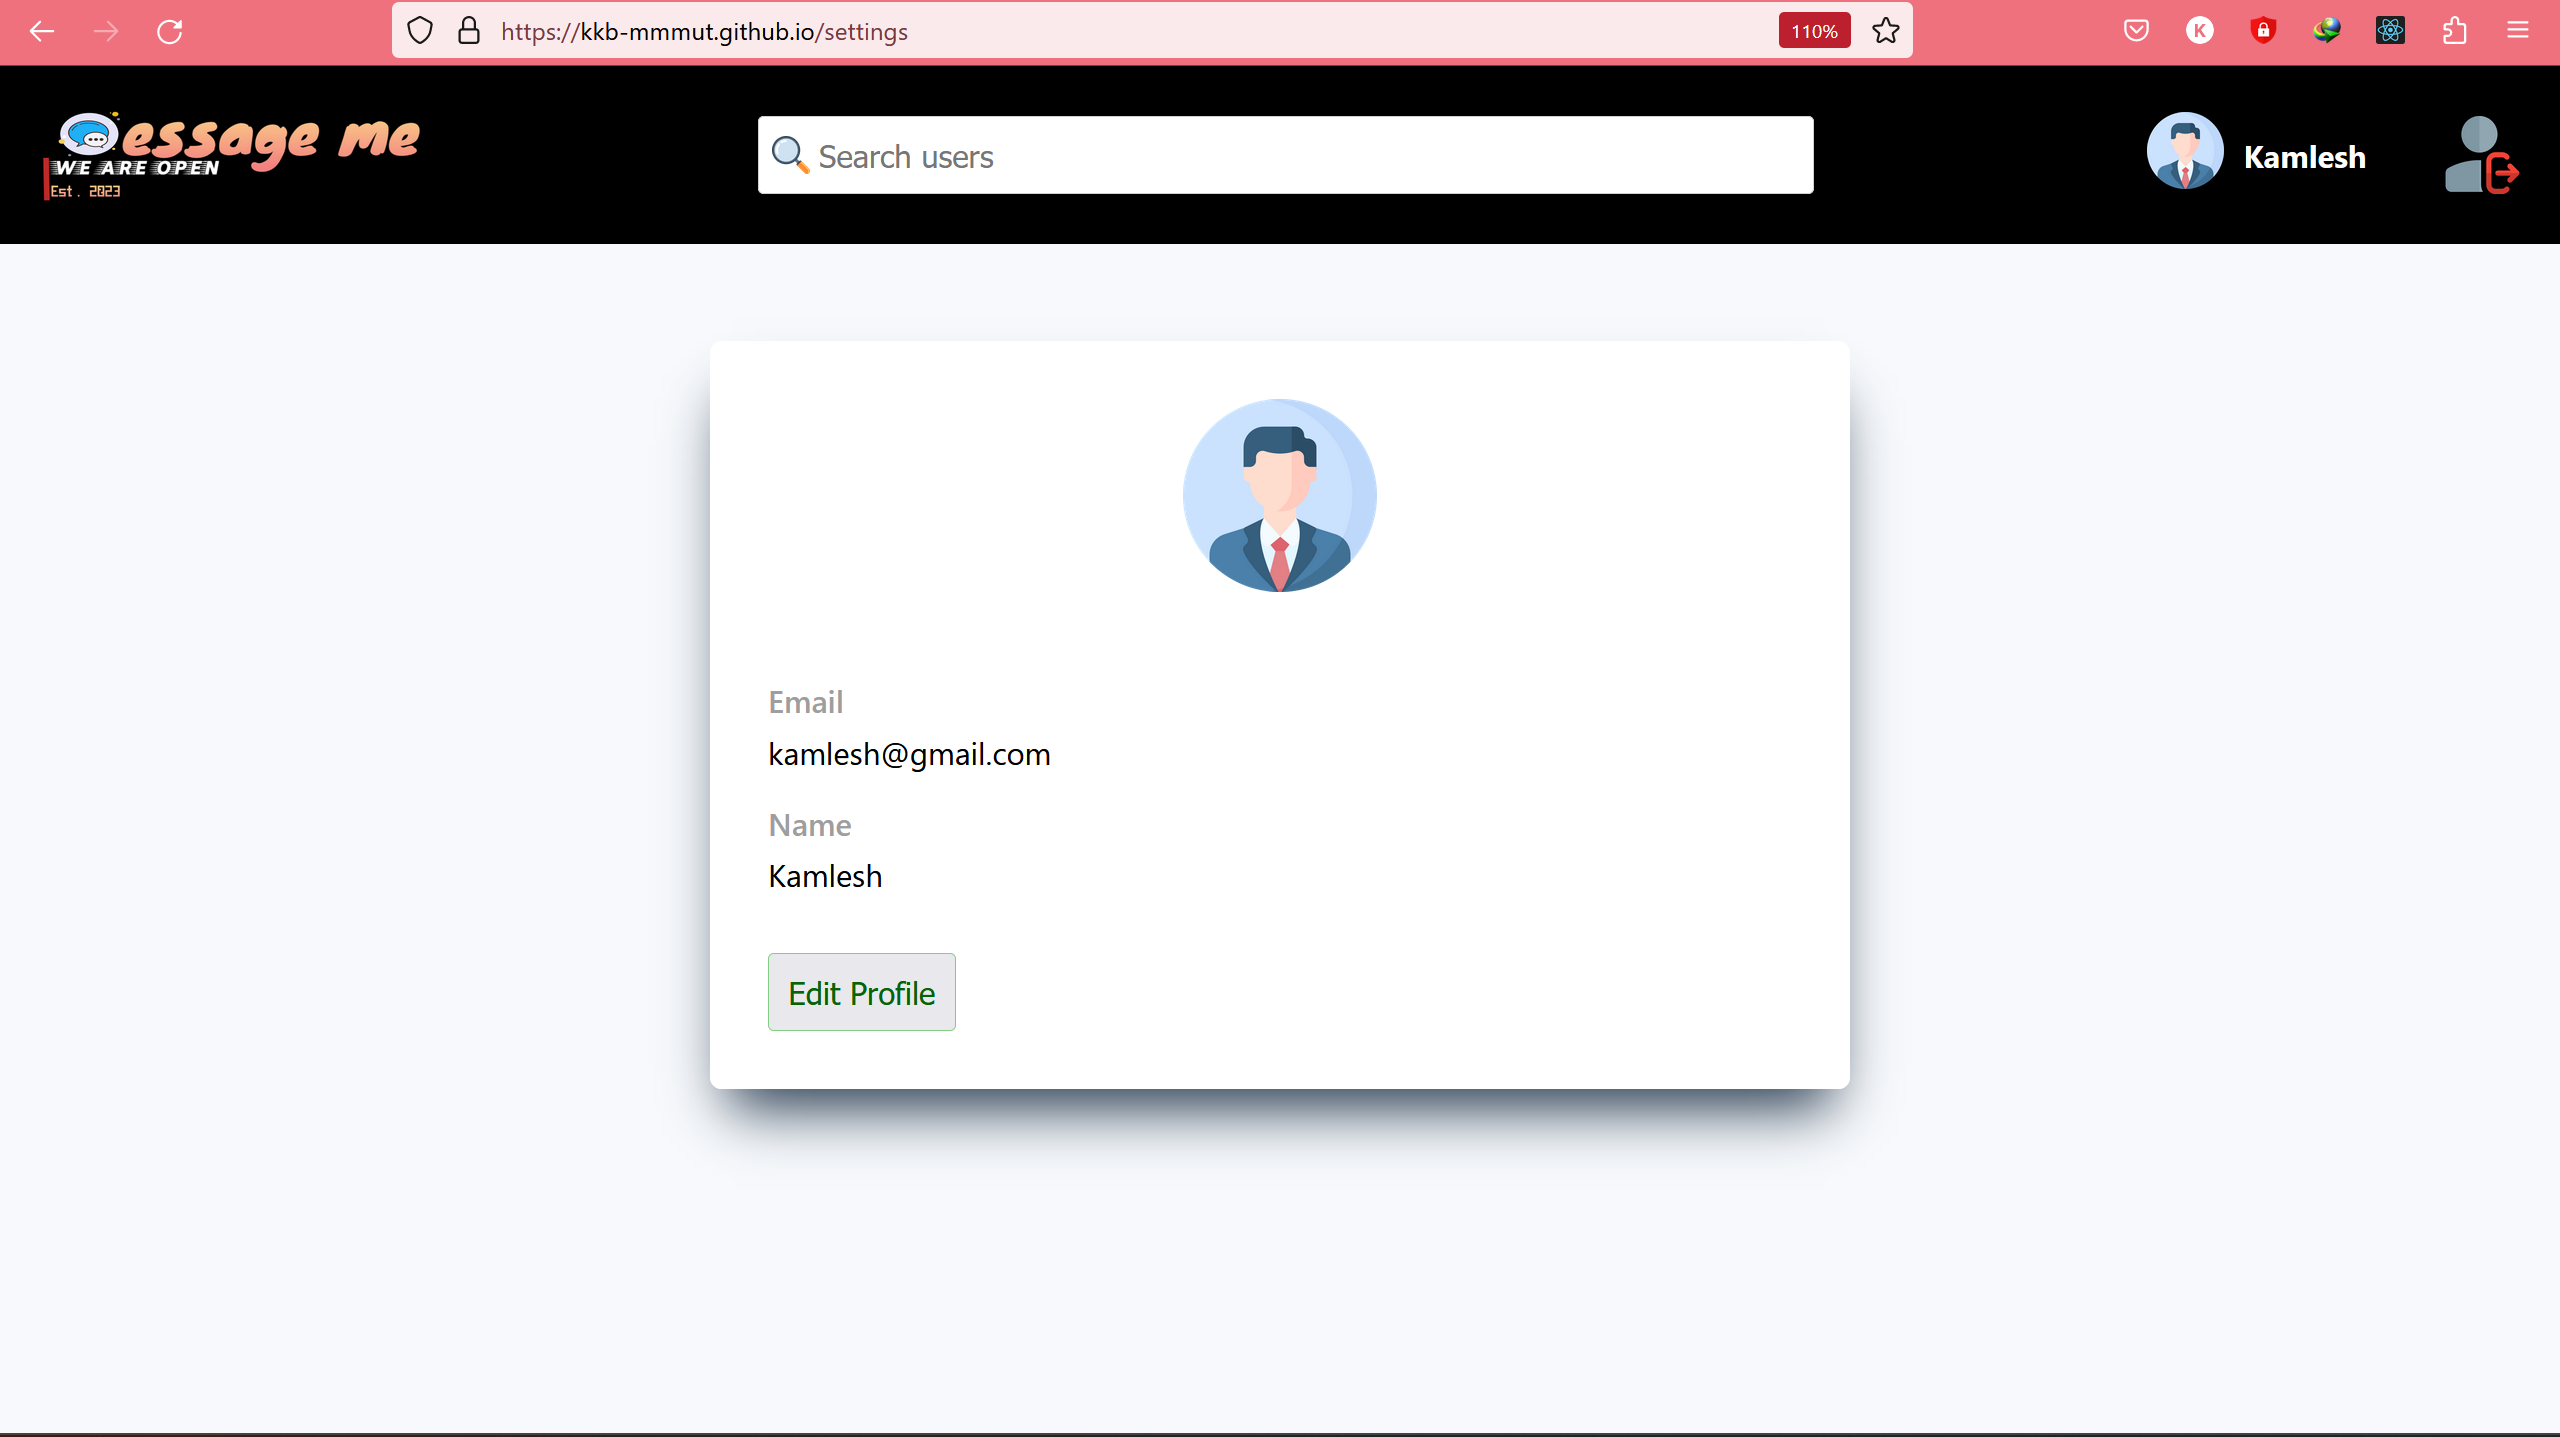 https://kkb-mmmut.github.io/settings
110%
K
essage me
WE ARE OPEN
Est. 2023
Search users
Kamlesh
Email
kamlesh@gmail.com
Name
Kamlesh
Edit Profile